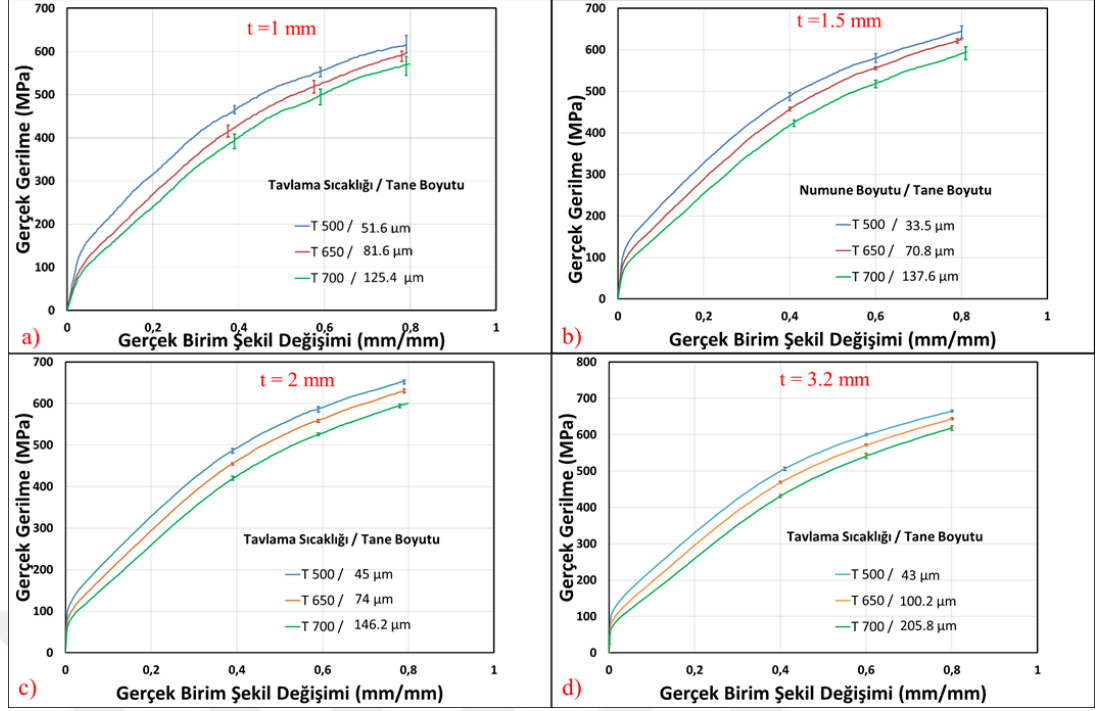 t =1 mm
Gerçek Gerilme (MPa)
700
600
500
400
300
200
100
0
Tavlama Sıcaklığı / Tane Boyutu
T 500 / 51.6 µm
T 650 / 81.6 µm
T 700 / 125.4 µm
0
0,2
0,4
0,6
0,8
1
a)
Gerçek Birim Şekil Değişimi (mm/mm)
t =1.5 mm
Gerçek Gerilme (MPa)
700
600
500
400
300
200
100
0
Numune Boyutu / Tane Boyutu
T 500 / 33.5 µm
T 650 / 70.8 µm
T 700 / 137.6 µm
0
0,2
0,4
0,6
0,8
1
b)
Gerçek Birim Şekil Değişimi (mm/mm)
t = 2 mm
Gerçek Gerilme (MPa)
700
600
500
400
300
200
100
0
Tavlama Sıcaklığı / Tane Boyutu
T 500 / 45 µm
T 650 / 74 µm
T 700 / 146.2 µm
0
0,2
0,4
0,6
0,8
1
c)
Gerçek Birim Şekil Değişimi (mm/mm)
t = 3.2 mm
Gerçek Gerilme (MPa)
800
700
600
500
400
300
200
100
0
Tavlama Sıcaklığı / Tane Boyutu
T 500 / 43 µm
T 650 / 100.2 µm
T 700 / 205.8 µm
0
0,2
0,4
0,6
0,8
1
d)
Gerçek Birim Şekil Değişimi (mm/mm)